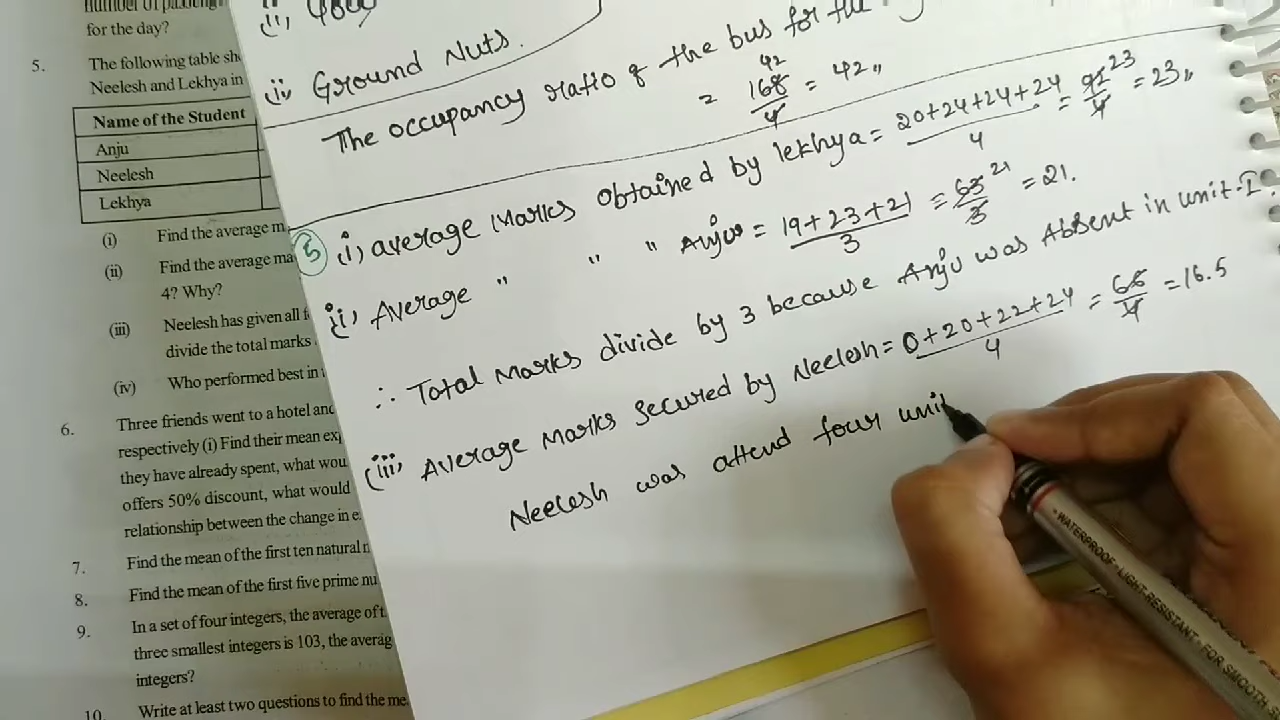 for the day?
5. The following table sh
Neelesh and Lekhya in
Name of the Student
Anju
Neelesh
Lekhya
(i) Find the average m
(ii) Find the average ma
4? Why?
(iii) Neelesh has given all f
divide the total marks
(iv) Who performed best in
6. Three friends went to a hotel and
respectively (i) Find their mean ex
they have already spent, what wou
offers 50% discount, what would
relationship between the change in e
7. Find the mean of the first ten natural n
8. Find the mean of the first five prime nu
9. In a set of four integers, the average of t
three smallest integers is 103, the averag
integers?
10. Write at least two questions to find the me
iv) Ground Nuts.
The occupancy ratio of the bus for the
= 168/4 42 = 42,,
5 (i) average Marks obtained by lekhya = 20+24+24+24/4 = 92/4 23 = 23,,
(ii) Average " " " Anju = 19+23+21/3 = 63/3 21 = 21.
∴ Total Marks divide by 3 because Anju was Absent in unit-I.
(iii) Average Marks secured by Neelesh = 0+20+22+24/4 = 66/4 = 16.5
Neelesh was attend four unit